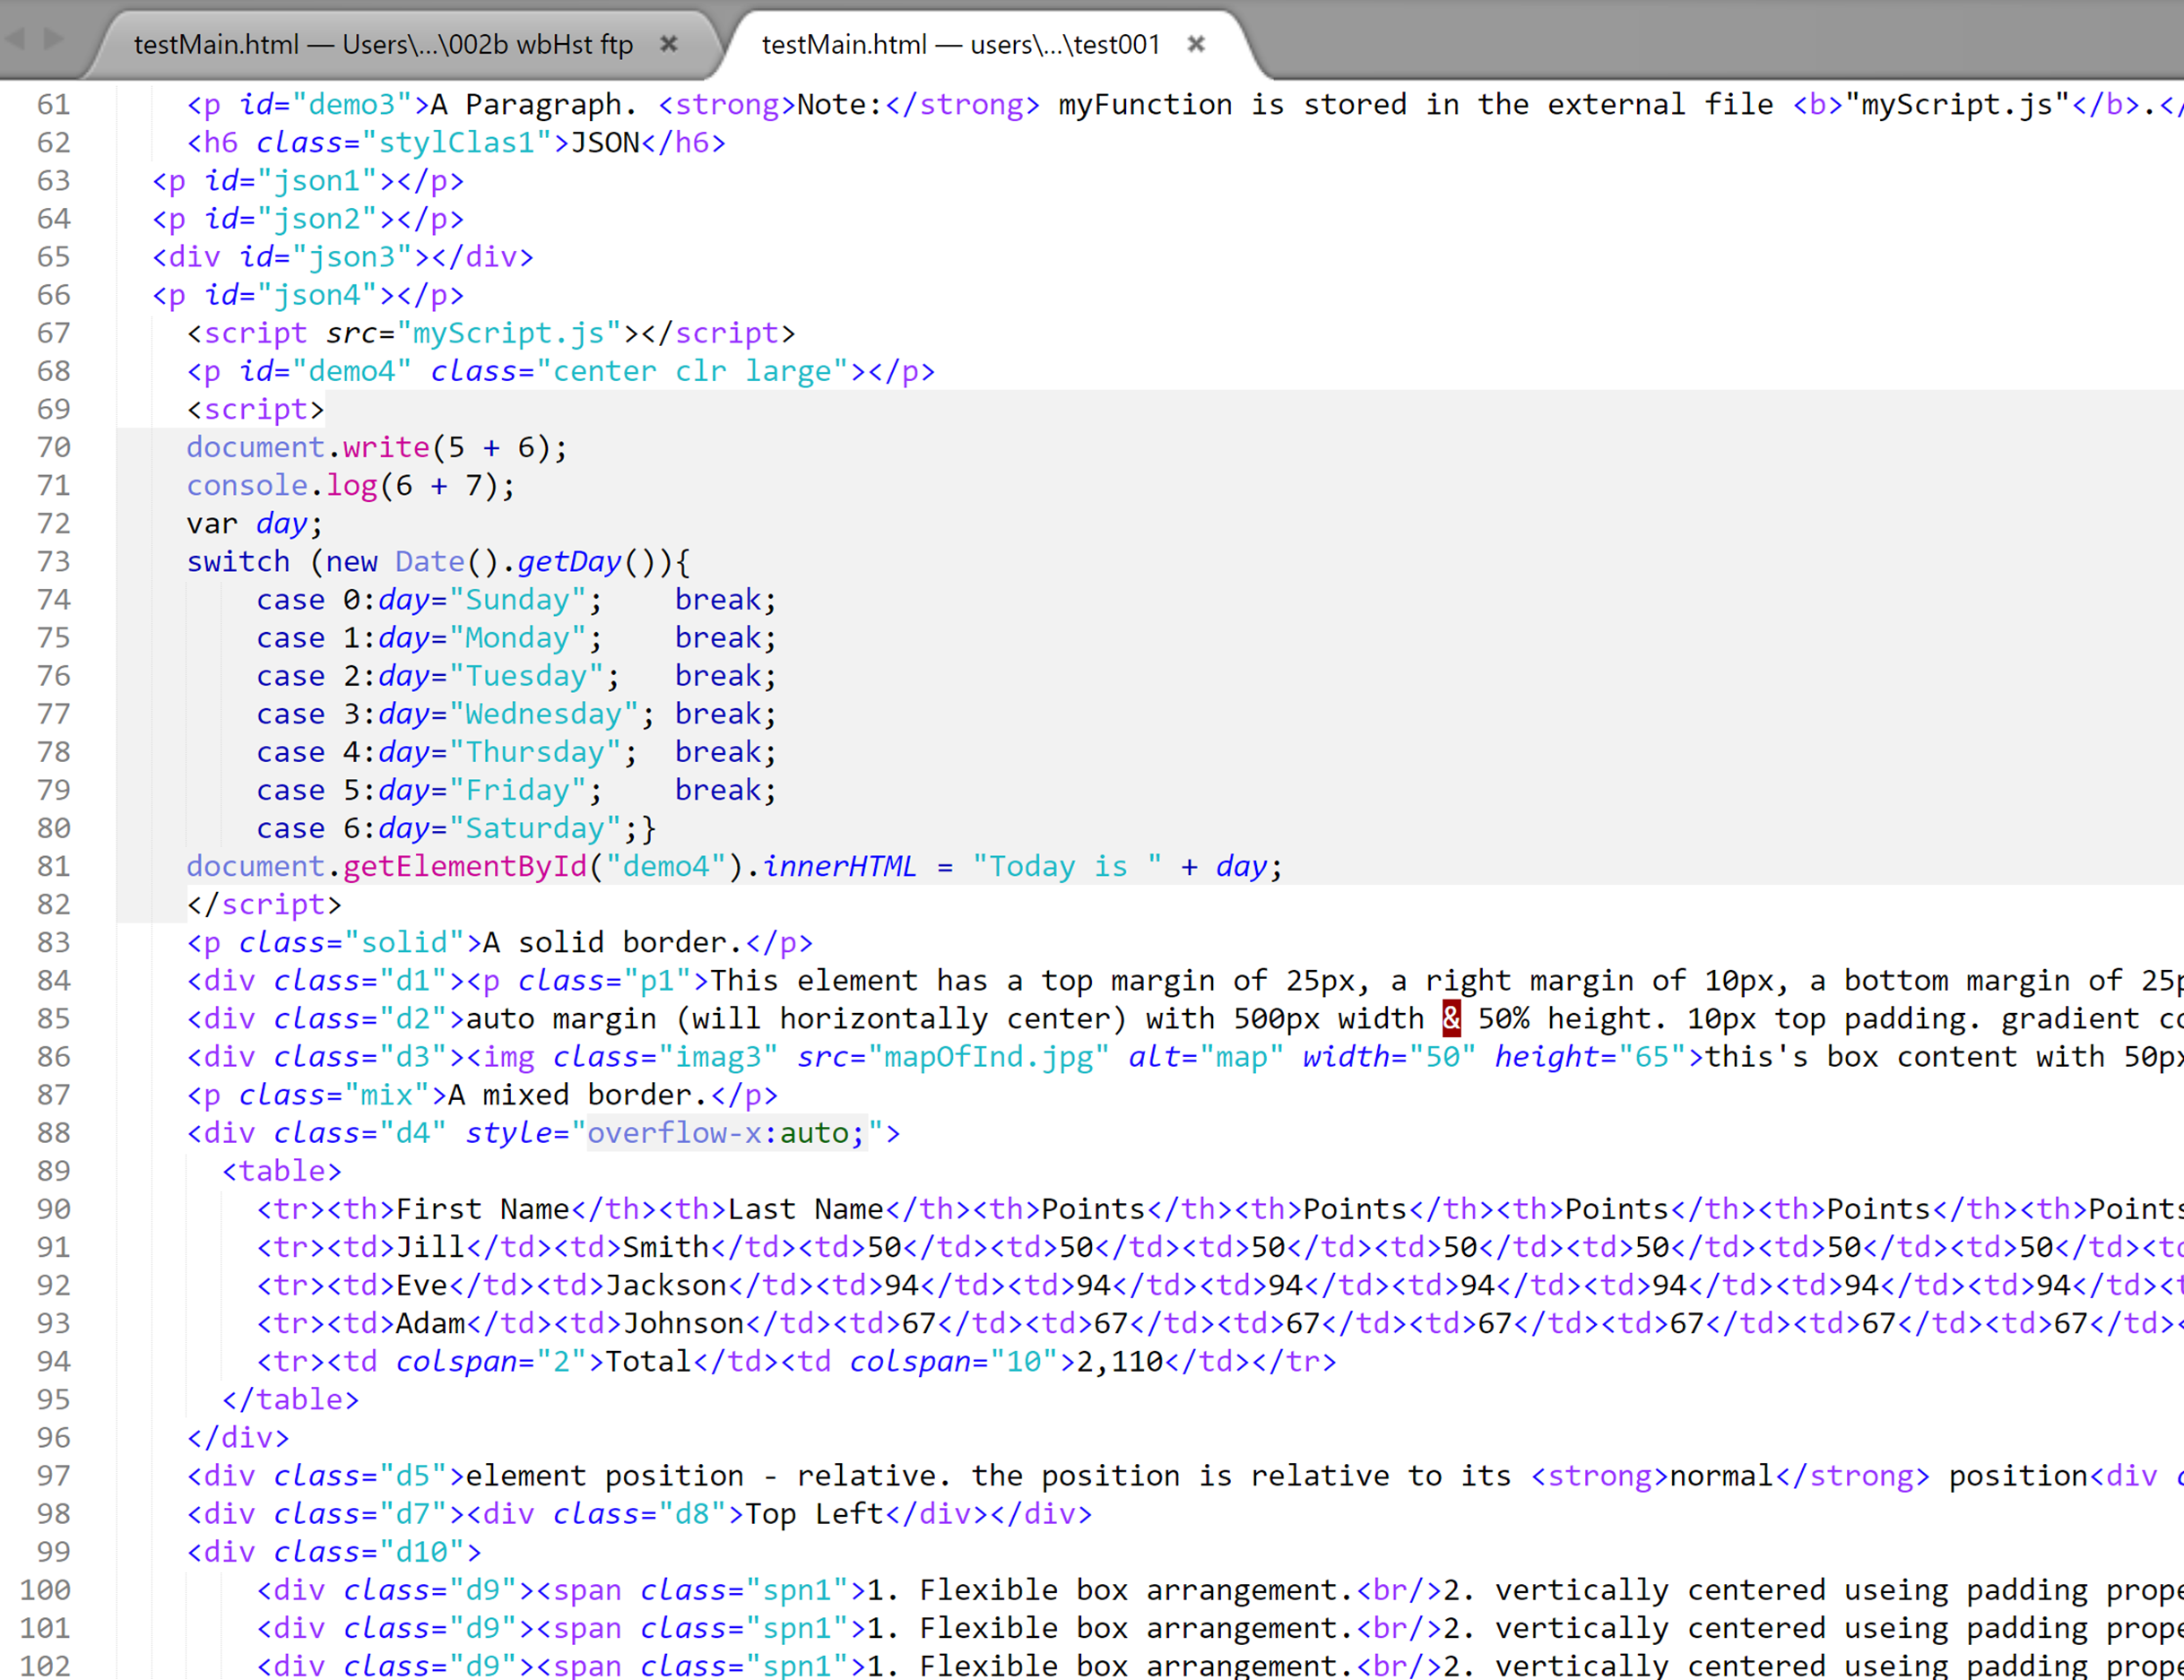 testMain.html — Users\...\002b wbHst ftp ×
testMain.html — users\...\test001 ×
61 <p id="demo3">A Paragraph. <strong>Note:</strong> myFunction is stored in the external file <b>"myScript.js"</b>.</
62 <h6 class="stylClas1">JSON</h6>
63 <p id="json1"></p>
64 <p id="json2"></p>
65 <div id="json3"></div>
66 <p id="json4"></p>
67 <script src="myScript.js"></script>
68 <p id="demo4" class="center clr large"></p>
69 <script>
70 document.write(5 + 6);
71 console.log(6 + 7);
72 var day;
73 switch (new Date().getDay()){
74 case 0:day="Sunday"; break;
75 case 1:day="Monday"; break;
76 case 2:day="Tuesday"; break;
77 case 3:day="Wednesday"; break;
78 case 4:day="Thursday"; break;
79 case 5:day="Friday"; break;
80 case 6:day="Saturday";}
81 document.getElementById("demo4").innerHTML = "Today is " + day;
82 </script>
83 <p class="solid">A solid border.</p>
84 <div class="d1"><p class="p1">This element has a top margin of 25px, a right margin of 10px, a bottom margin of 25p
85 <div class="d2">auto margin (will horizontally center) with 500px width & 50% height. 10px top padding. gradient co
86 <div class="d3"><img class="imag3" src="mapOfInd.jpg" alt="map" width="50" height="65">this's box content with 50px
87 <p class="mix">A mixed border.</p>
88 <div class="d4" style="overflow-x:auto;">
89 <table>
90 <tr><th>First Name</th><th>Last Name</th><th>Points</th><th>Points</th><th>Points</th><th>Points</th><th>Points
91 <tr><td>Jill</td><td>Smith</td><td>50</td><td>50</td><td>50</td><td>50</td><td>50</td><td>50</td><td>50</td><td
92 <tr><td>Eve</td><td>Jackson</td><td>94</td><td>94</td><td>94</td><td>94</td><td>94</td><td>94</td><td>94</td><t
93 <tr><td>Adam</td><td>Johnson</td><td>67</td><td>67</td><td>67</td><td>67</td><td>67</td><td>67</td><td>67</td><
94 <tr><td colspan="2">Total</td><td colspan="10">2,110</td></tr>
95 </table>
96 </div>
97 <div class="d5">element position - relative. the position is relative to its <strong>normal</strong> position<div c
98 <div class="d7"><div class="d8">Top Left</div></div>
99 <div class="d10">
100 <div class="d9"><span class="spn1">1. Flexible box arrangement.<br/>2. vertically centered useing padding prope
101 <div class="d9"><span class="spn1">1. Flexible box arrangement.<br/>2. vertically centered useing padding prope
102 <div class="d9"><span class="spn1">1. Flexible box arrangement.<br/>2. vertically centered useing padding prope